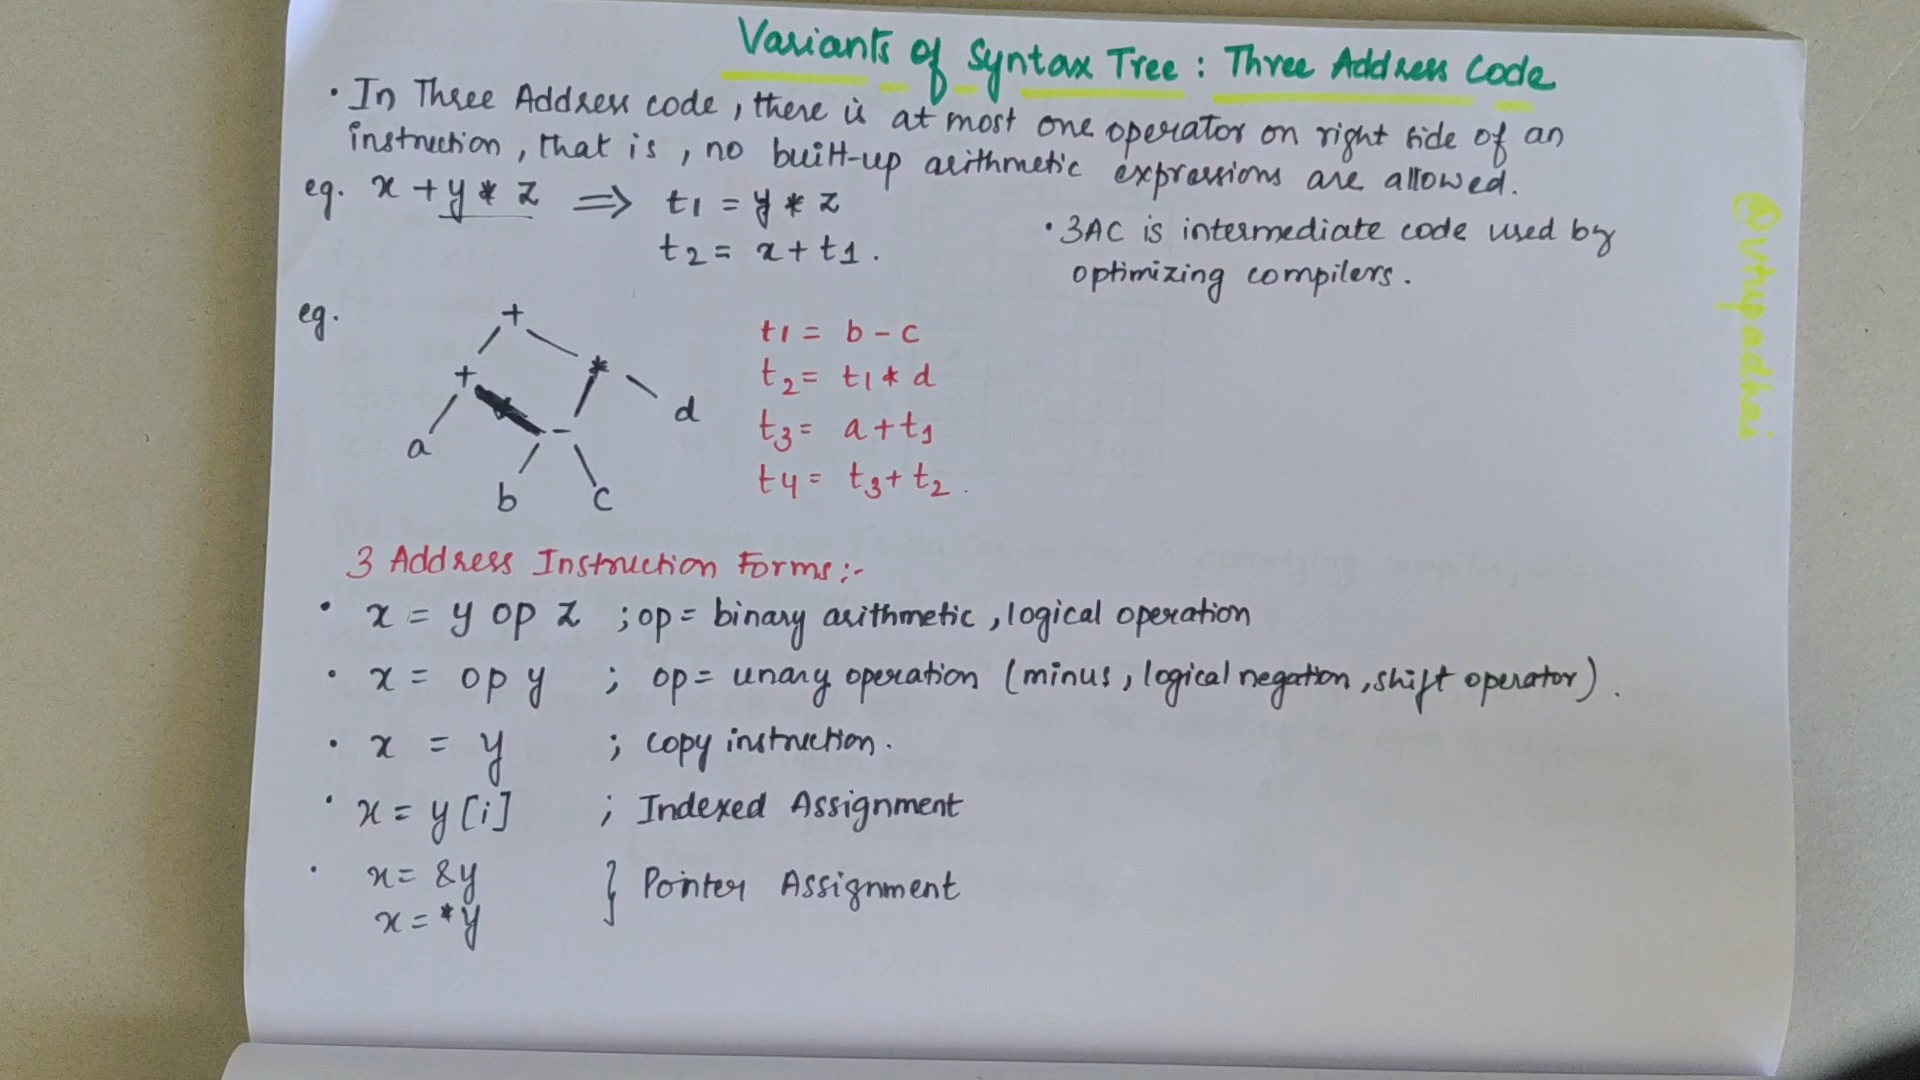 Variants of Syntax Tree : Three Address Code
• In Three Address code, there is at most one operator on right side of an
instruction, that is, no built-up arithmetic expressions are allowed.
eg. x + y * z ⇒ t1 = y * z
t2 = x + t1.
• 3AC is intermediate code used by
optimizing compilers.
@vtupadhai
eg.
+
+ *
a - d
b c
t1 = b - c
t2 = t1 * d
t3 = a + t1
t4 = t3 + t2.
3 Address Instruction Forms :-
• x = y op z ; op = binary arithmetic, logical operation
• x = op y ; op = unary operation (minus, logical negation, shift operator).
• x = y ; copy instruction.
• x = y [i] ; Indexed Assignment
• x = &y } Pointer Assignment
x = *y